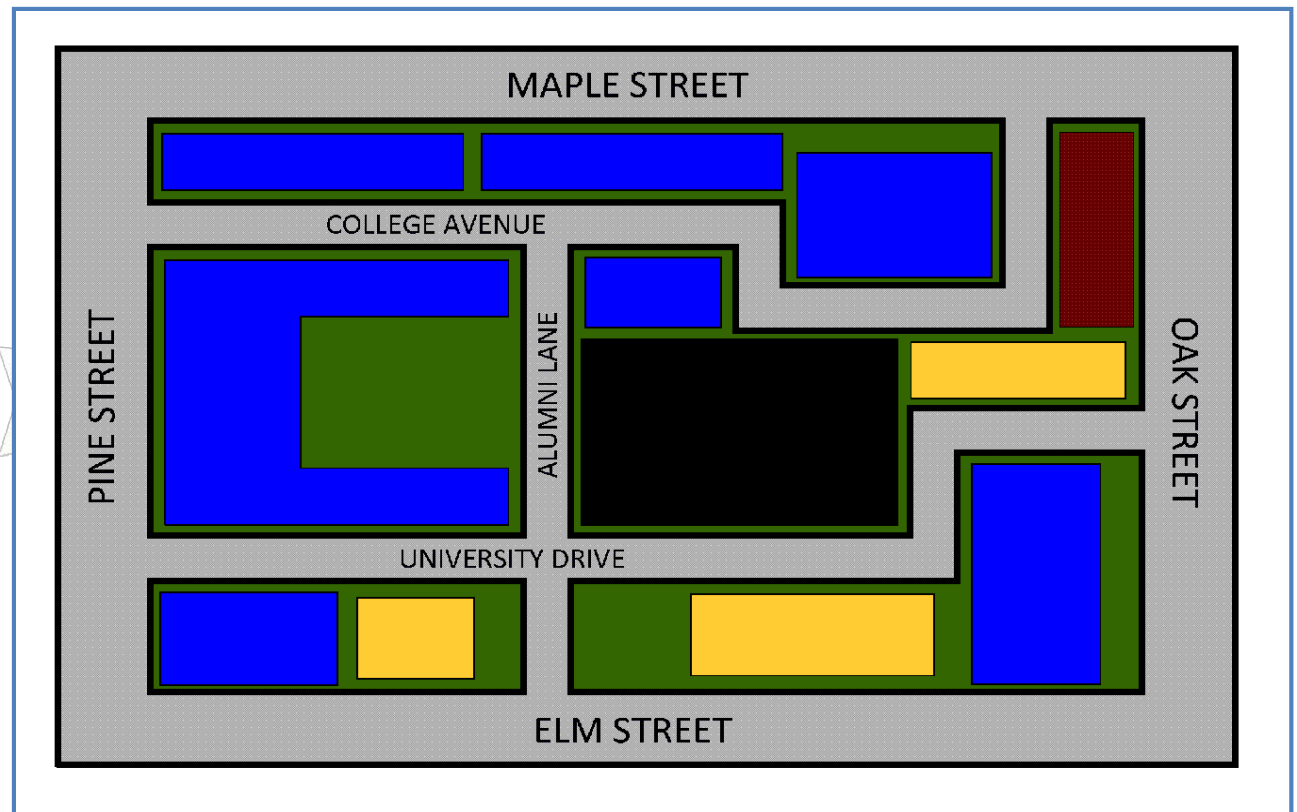 MAPLE STREET
COLLEGE AVENUE
PINE STREET
ALUMNI LANE
OAK STREET
UNIVERSITY DRIVE
ELM STREET